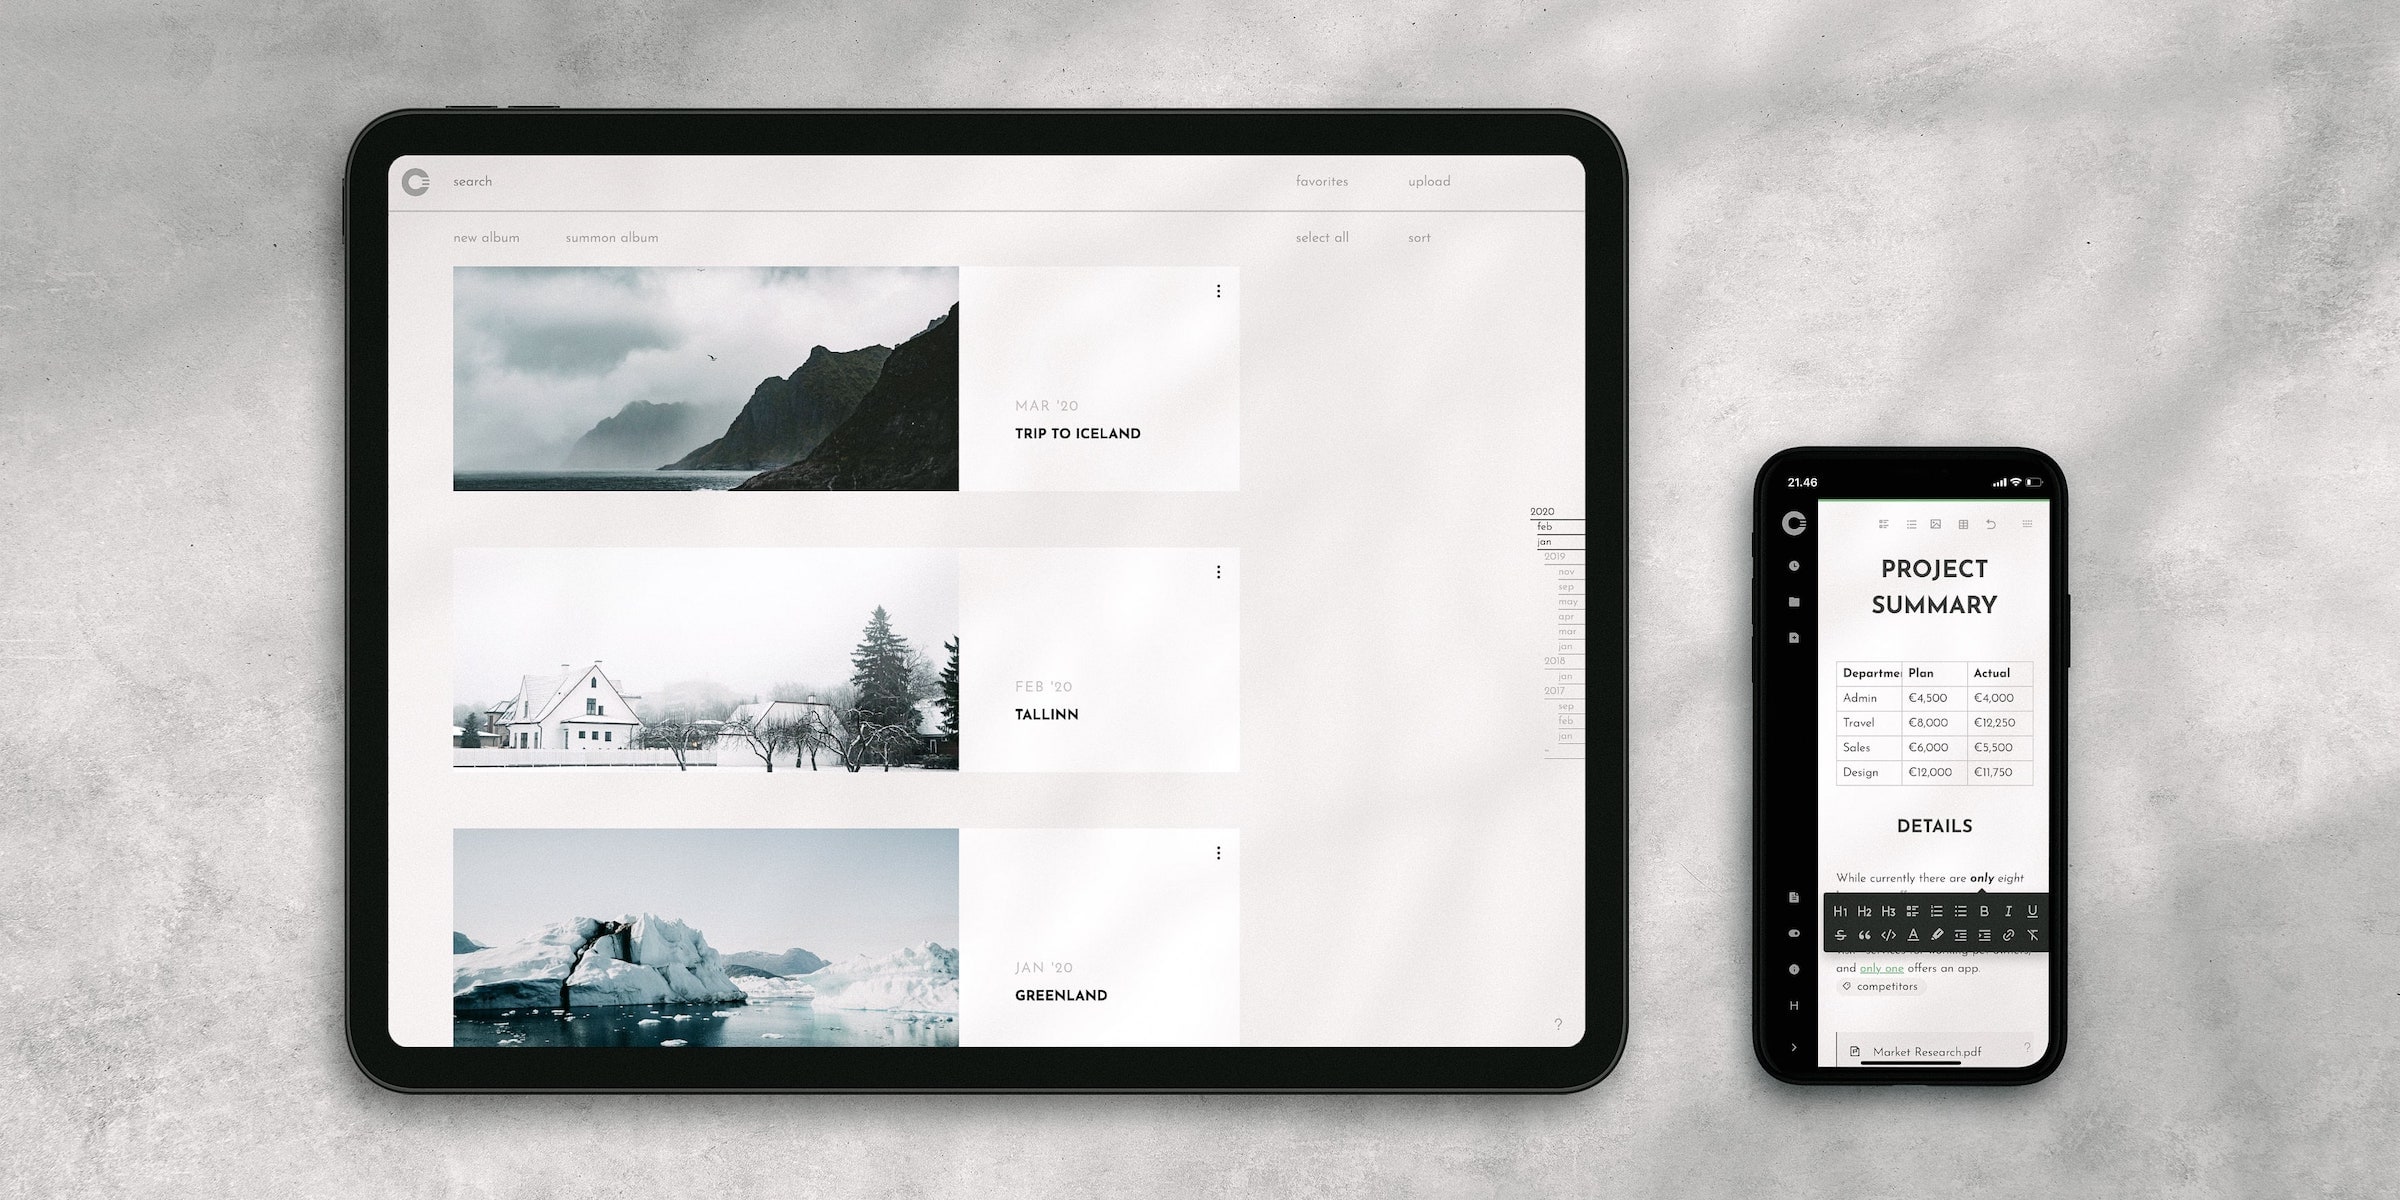 search
favorites
upload
new album
summon album
select all
sort
MAR '20
TRIP TO ICELAND
FEB '20
TALLINN
JAN '20
GREENLAND
2020
feb
jan
2019
nov
sep
may
apr
mar
jan
2018
jan
2017
sep
feb
jan
?
21.46
PROJECT
SUMMARY
Departme Plan Actual
Admin €4,500 €4,000
Travel €8,000 €12,250
Sales €6,000 €5,500
Design €12,000 €11,750
DETAILS
While currently there are only eight
H1 H2 H3 B I U
S </> A
and only one offers an app.
competitors
H
Market Research.pdf
?